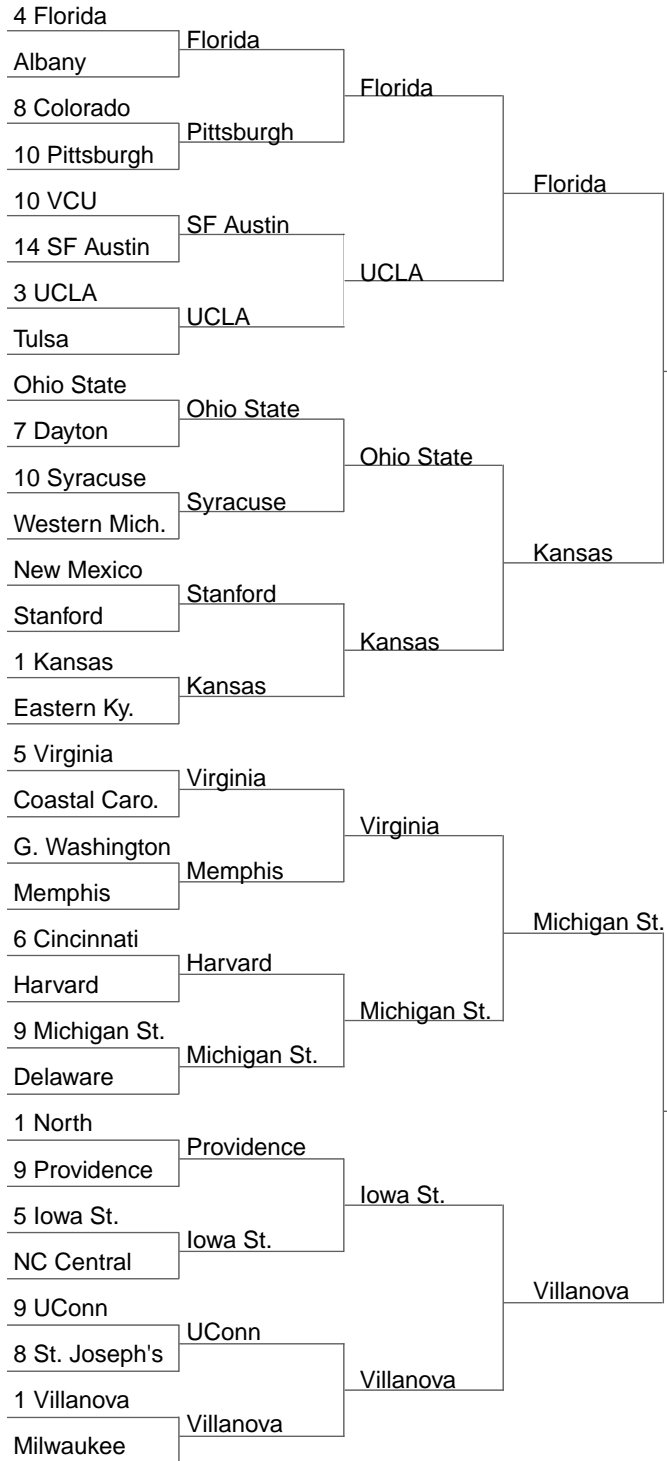 4 Florida
Albany
8 Colorado
10 Pittsburgh
10 VCU
14 SF Austin
3 UCLA
Tulsa
Ohio State
7 Dayton
10 Syracuse
Western Mich.
New Mexico
Stanford
1 Kansas
Eastern Ky.
5 Virginia
Coastal Caro.
G. Washington
Memphis
6 Cincinnati
Harvard
9 Michigan St.
Delaware
1 North
9 Providence
5 Iowa St.
NC Central
9 UConn
8 St. Joseph's
1 Villanova
Milwaukee
Florida
Pittsburgh
SF Austin
UCLA
Ohio State
Syracuse
Stanford
Kansas
Virginia
Memphis
Harvard
Michigan St.
Providence
Iowa St.
UConn
Villanova
Florida
UCLA
Ohio State
Kansas
Virginia
Michigan St.
Iowa St.
Villanova
Florida
Kansas
Michigan St.
Villanova